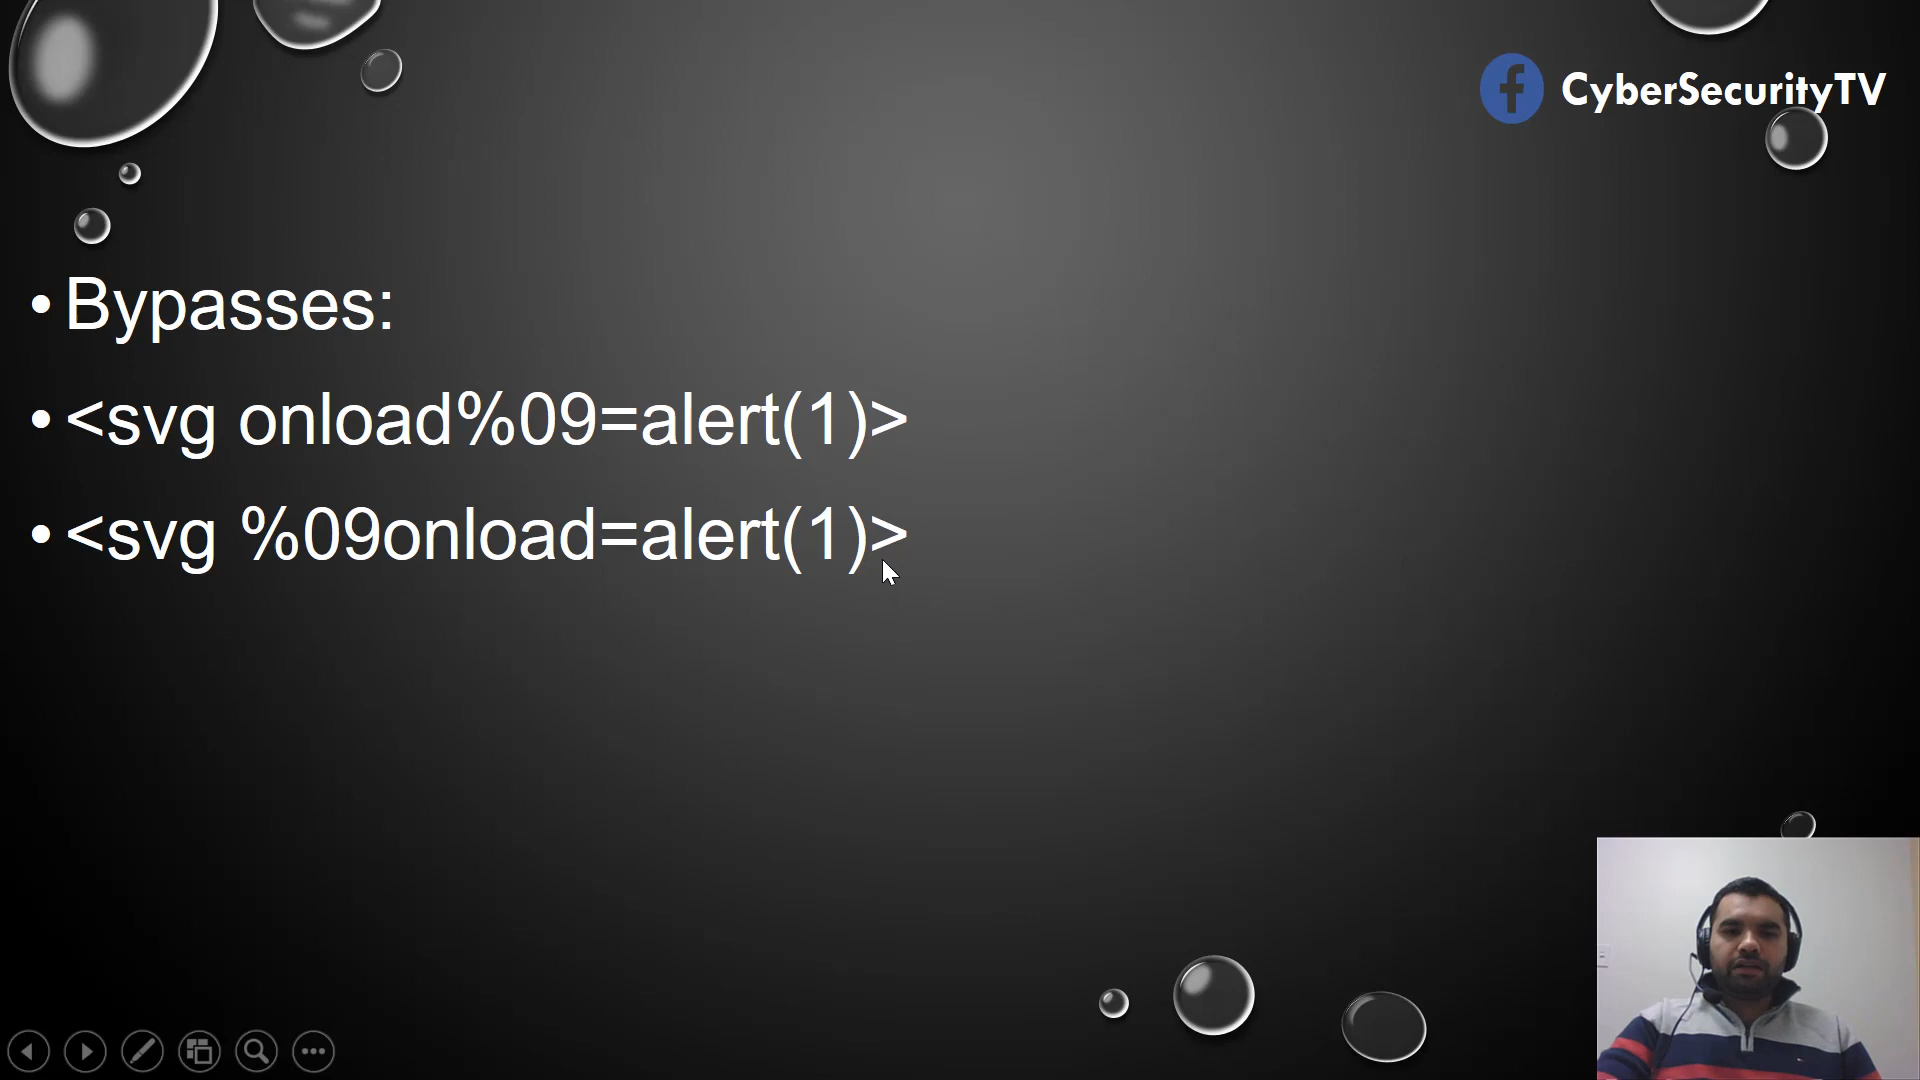 CyberSecurityTV
• Bypasses:
• <svg onload%09=alert(1)>
• <svg %09onload=alert(1)>